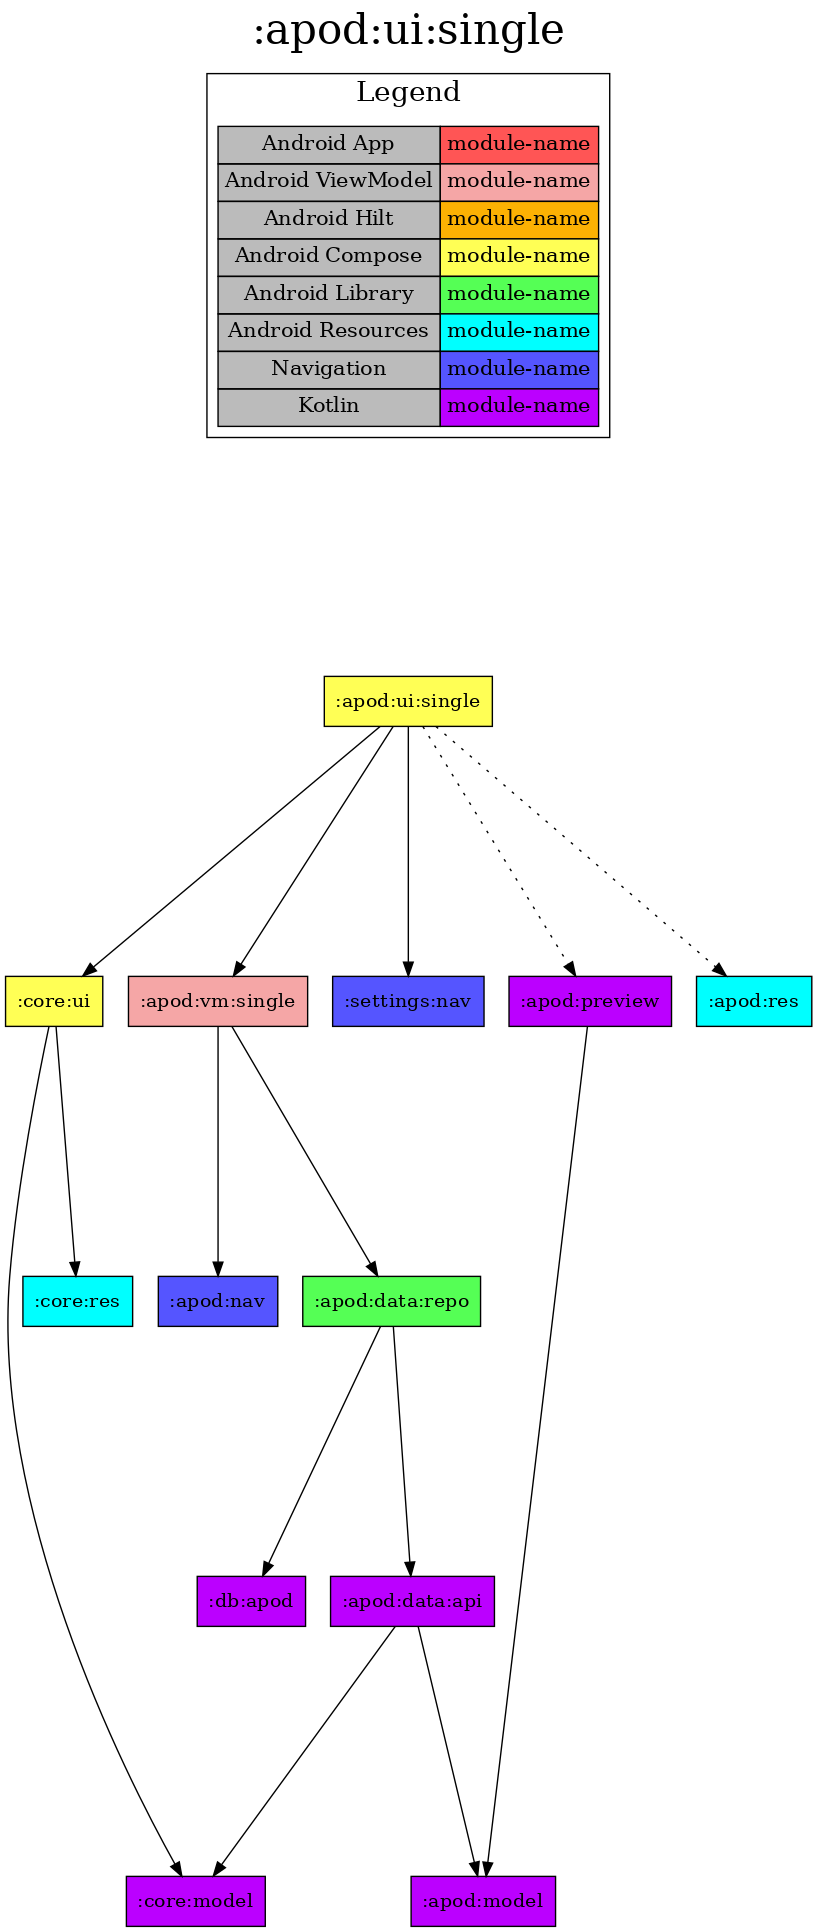 :apod:ui:single
Legend
Android App module-name
Android ViewModel module-name
Android Hilt module-name
Android Compose module-name
Android Library module-name
Android Resources module-name
Navigation module-name
Kotlin module-name
:apod:ui:single
:core:ui :apod:vm:single :settings:nav :apod:preview :apod:res
:core:res :apod:nav :apod:data:repo
:db:apod :apod:data:api
:core:model :apod:model